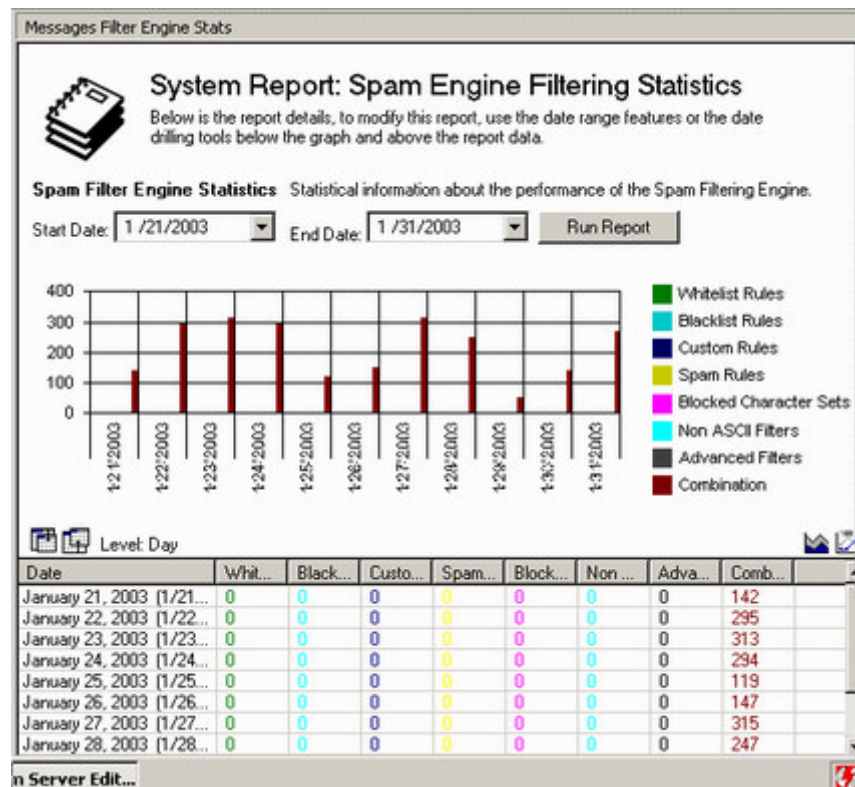 Messages Filter Engine Stats
System Report: Spam Engine Filtering Statistics
Below is the report details, to modify this report, use the date range features or the date
drilling tools below the graph and above the report data.
Spam Filter Engine Statistics Statistical information about the performance of the Spam Filtering Engine.
Start Date: 1 /21/2003 End Date: 1 /31/2003 Run Report
400
300
200
100
0
1/21/2003
1/22/2003
1/23/2003
1/24/2003
1/25/2003
1/26/2003
1/27/2003
1/28/2003
1/29/2003
1/30/2003
1/31/2003
Whitelist Rules
Blacklist Rules
Custom Rules
Spam Rules
Blocked Character Sets
Non ASCII Filters
Advanced Filters
Combination
Level: Day
Date Whit... Black... Custo... Spam... Block... Non ... Adva... Comb...
January 21, 2003 (1/21... 0 0 0 0 0 0 0 142
January 22, 2003 (1/22... 0 0 0 0 0 0 0 295
January 23, 2003 (1/23... 0 0 0 0 0 0 0 313
January 24, 2003 (1/24... 0 0 0 0 0 0 0 294
January 25, 2003 (1/25... 0 0 0 0 0 0 0 119
January 26, 2003 (1/26... 0 0 0 0 0 0 0 147
January 27, 2003 (1/27... 0 0 0 0 0 0 0 315
January 28, 2003 (1/28... 0 0 0 0 0 0 0 247
n Server Edit...